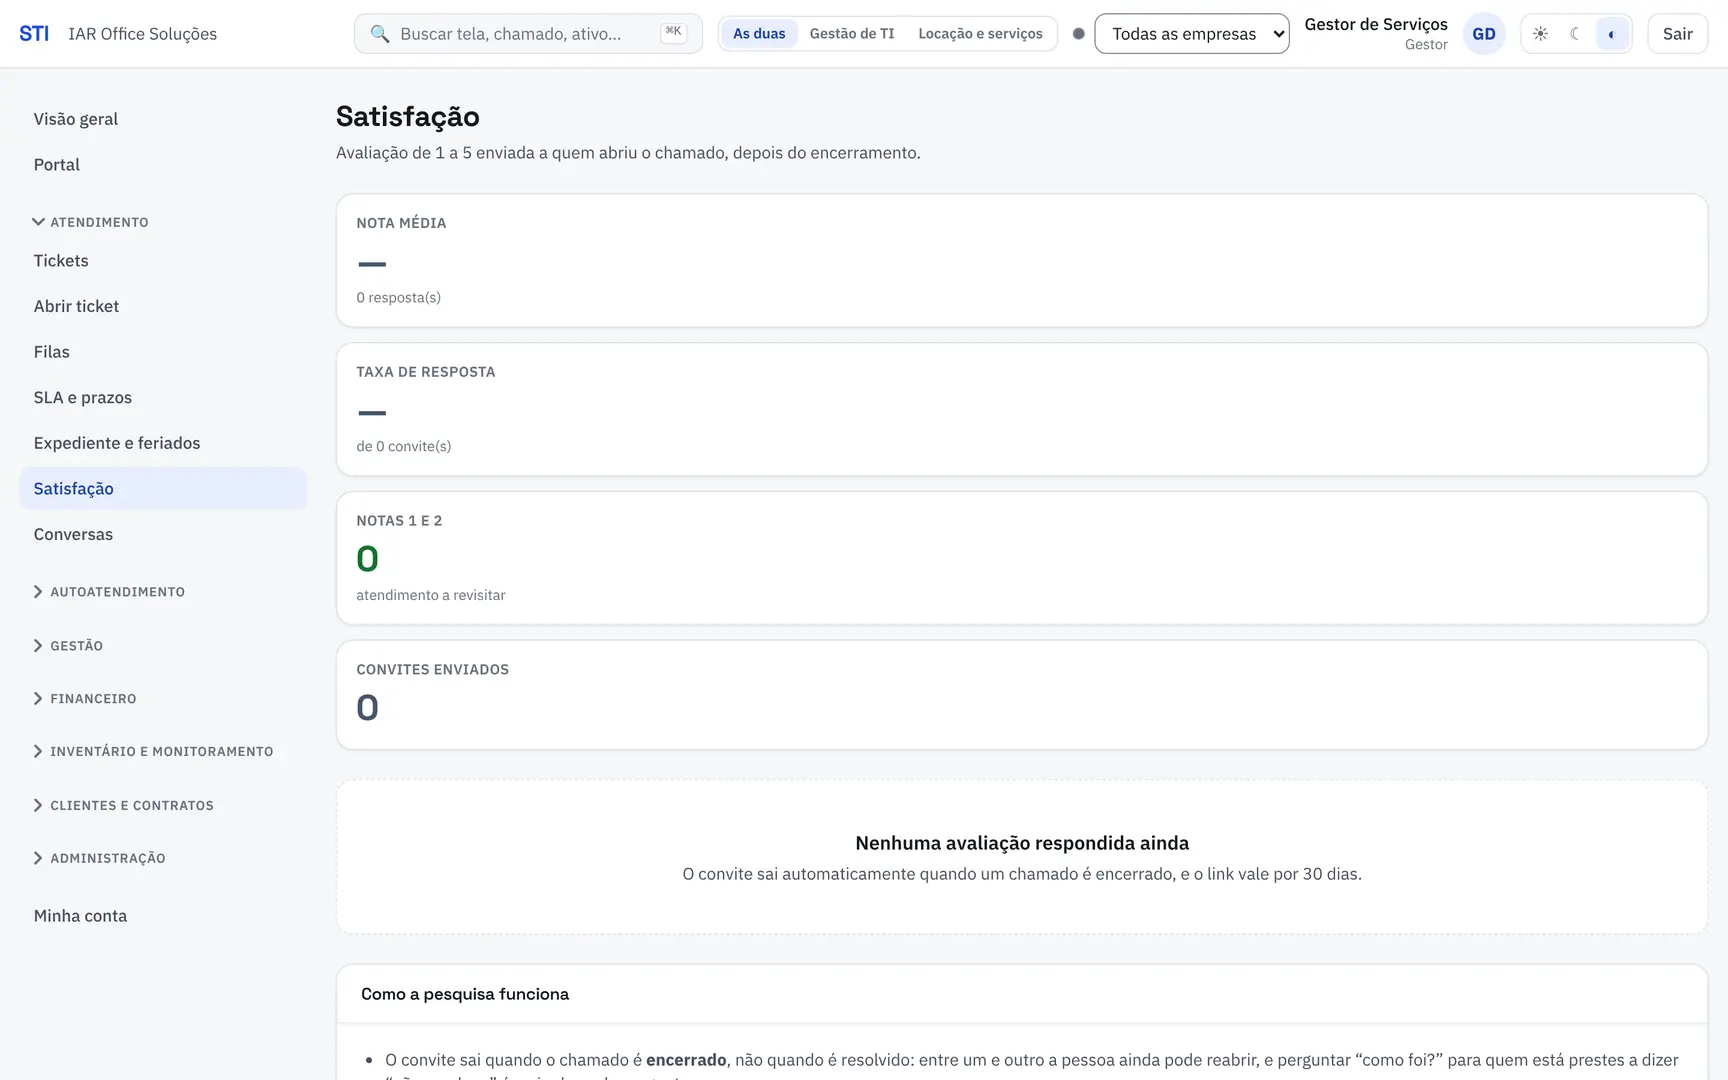 STI IAR Office Soluções
Buscar tela, chamado, ativo... ⌘K
As duas Gestão de TI Locação e serviços
Todas as empresas
Gestor de Serviços
Gestor
GD
Sair
Visão geral
Portal
ATENDIMENTO
Tickets
Abrir ticket
Filas
SLA e prazos
Expediente e feriados
Satisfação
Conversas
AUTOATENDIMENTO
GESTÃO
FINANCEIRO
INVENTÁRIO E MONITORAMENTO
CLIENTES E CONTRATOS
ADMINISTRAÇÃO
Minha conta
Satisfação
Avaliação de 1 a 5 enviada a quem abriu o chamado, depois do encerramento.
NOTA MÉDIA
—
0 resposta(s)
TAXA DE RESPOSTA
—
de 0 convite(s)
NOTAS 1 E 2
0
atendimento a revisitar
CONVITES ENVIADOS
0
Nenhuma avaliação respondida ainda
O convite sai automaticamente quando um chamado é encerrado, e o link vale por 30 dias.
Como a pesquisa funciona
• O convite sai quando o chamado é encerrado, não quando é resolvido: entre um e outro a pessoa ainda pode reabrir, e perguntar “como foi?” para quem está prestes a dizer